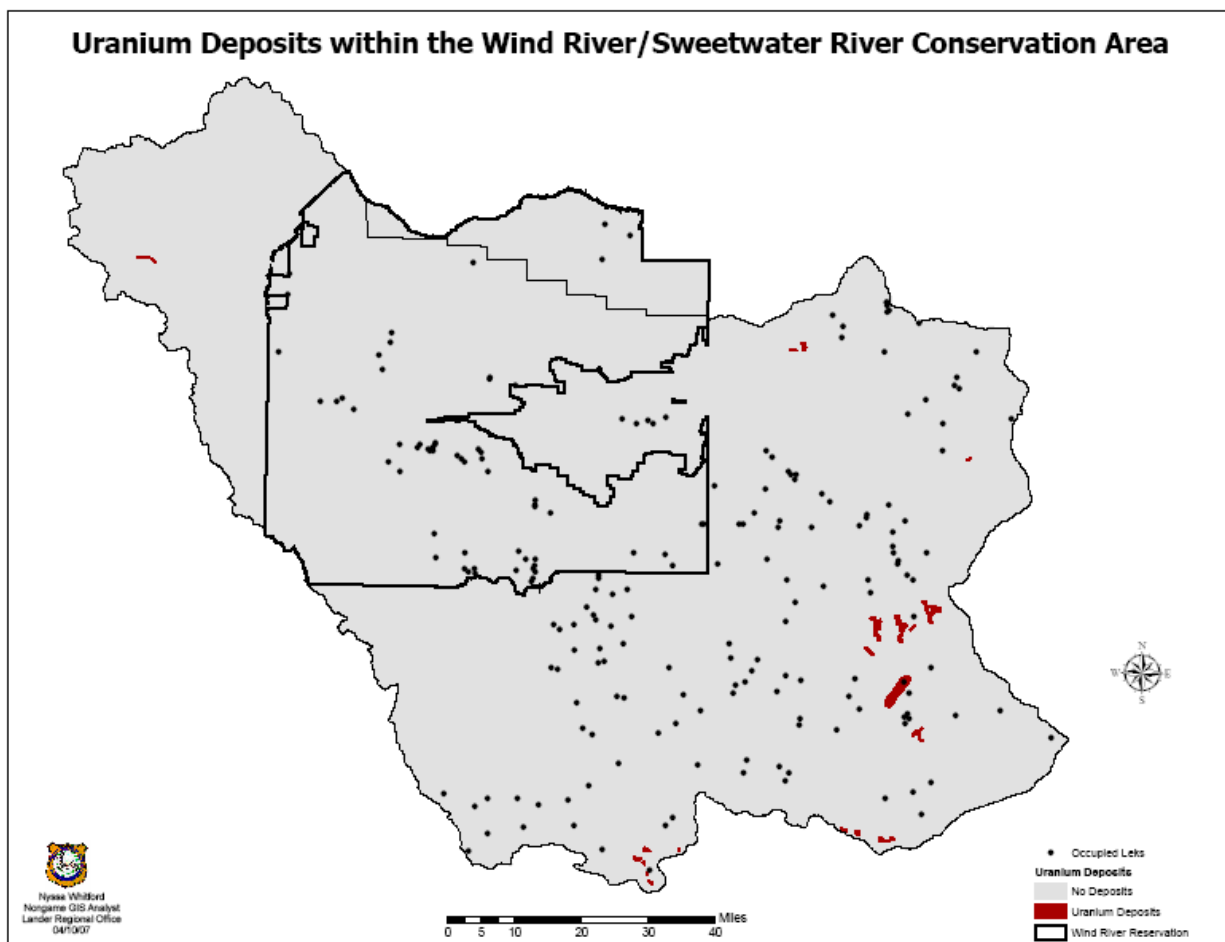 Uranium Deposits within the Wind River/Sweetwater River Conservation Area
N
W E
S
Nyssa Whitford
Nongame GIS Analyst
Lander Regional Office
04/10/07
Miles
0 5 10 20 30 40
Occupied Leks
Uranium Deposits
No Deposits
Uranium Deposits
Wind River Reservation